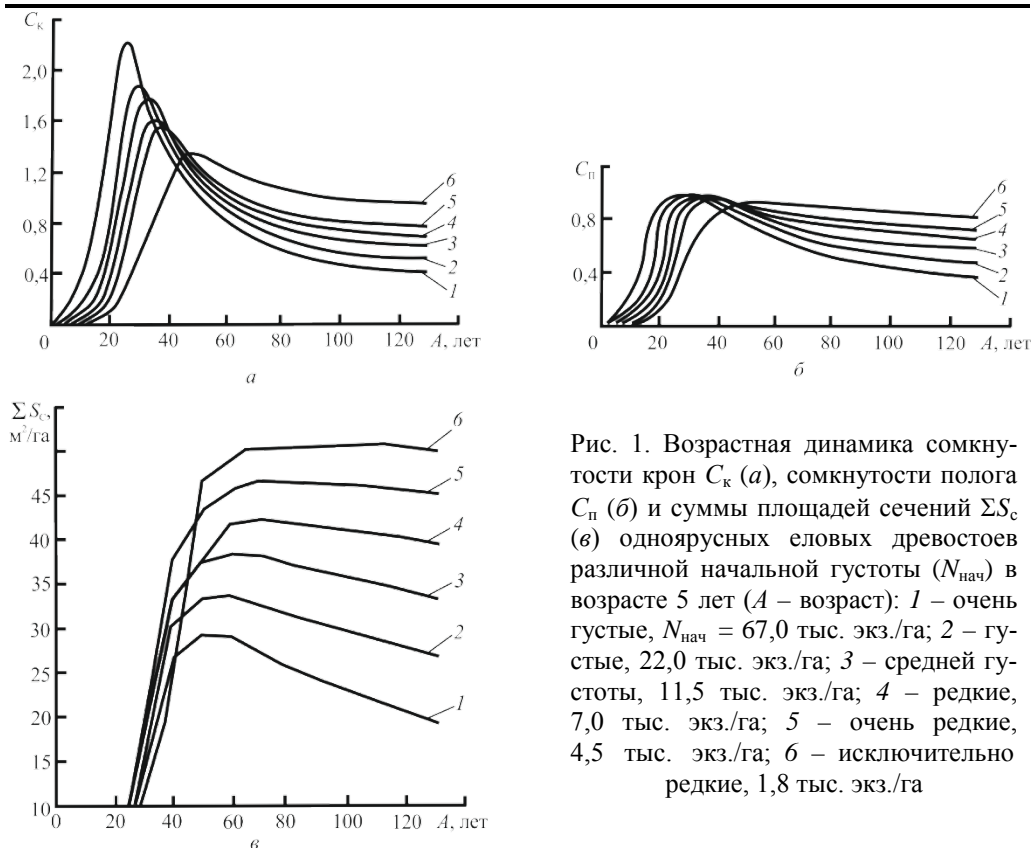 Cк
2,0
1,6
1,2
0,8
0,4
0 20 40 60 80 100 120 А, лет
6
5
4
3
2
1
а
Cп
0,8
0,4
0 20 40 60 80 100 120 А, лет
6
5
4
3
2
1
б
Σ Sс,
м²/га
45
40
35
30
25
20
15
10
0 20 40 60 80 100 120 А, лет
6
5
4
3
2
1
в
Рис. 1. Возрастная динамика сомкну-
тости крон Cк (а), сомкнутости полога
Cп (б) и суммы площадей сечений ΣSс
(в) одноярусных еловых древостоев
различной начальной густоты (Nнач) в
возрасте 5 лет (А – возраст): 1 – очень
густые, Nнач = 67,0 тыс. экз./га; 2 – гу-
стые, 22,0 тыс. экз./га; 3 – средней гу-
стоты, 11,5 тыс. экз./га; 4 – редкие,
7,0 тыс. экз./га; 5 – очень редкие,
4,5 тыс. экз./га; 6 – исключительно
редкие, 1,8 тыс. экз./га